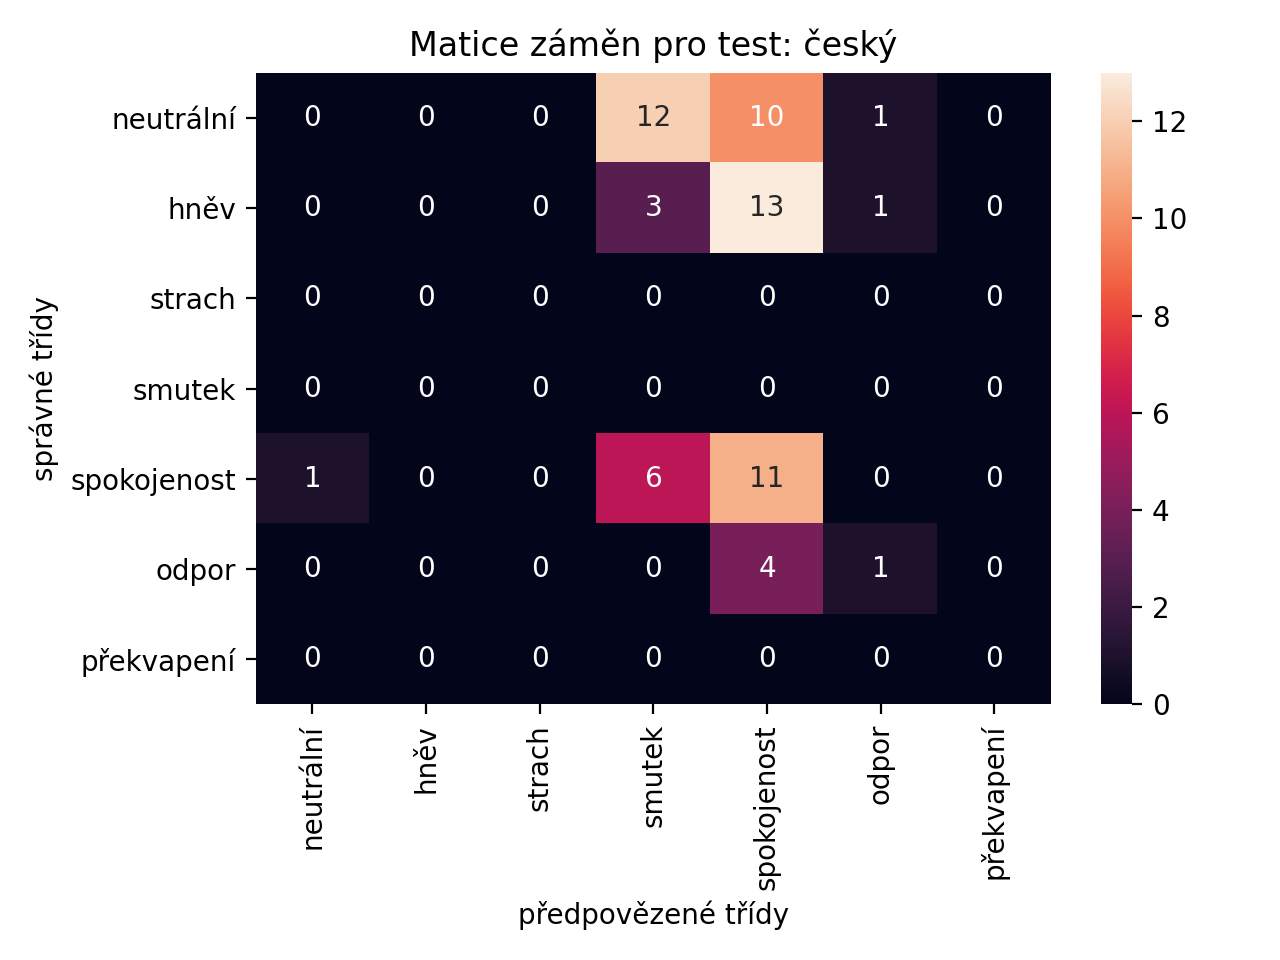 Matice záměn pro test: český
neutrální 0 0 0 12 10 1 0
hněv 0 0 0 3 13 1 0
strach 0 0 0 0 0 0 0
smutek 0 0 0 0 0 0 0
spokojenost 1 0 0 6 11 0 0
odpor 0 0 0 0 4 1 0
překvapení 0 0 0 0 0 0 0
správné třídy
neutrální hněv strach smutek spokojenost odpor překvapení
předpovězené třídy
12
10
8
6
4
2
0